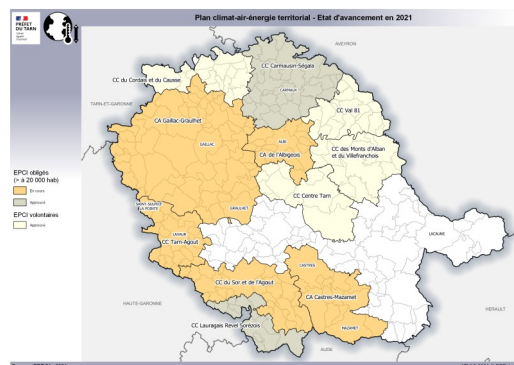 PRÉFET
DU TARN
Plan climat-air-énergie territorial - Etat d'avancement en 2021
AVEYRON
CC Carmausin-Ségala
CC du Cordais et du Causse
CARMAUX
CC Val 81
TARN-ET-GARONNE
CA Gaillac-Graulhet
ALBI
GAILLAC
CA de l'Albigeois
CC des Monts d'Alban
et du Villefranchois
EPCI obligés
(> à 20 000 hab)
En cours
Approuvé
EPCI volontaires
Approuvé
SAINT-SULPICE
LA POINTE
GRAULHET
CC Centre Tarn
LACAUNE
LAVAUR
CC Tarn-Agout
CASTRES
CC du Sor et de l'Agout
CA Castres-Mazamet
HAUTE-GARONNE
HERAULT
CC Lauragais Revel Sorézois
MAZAMET
AUDE